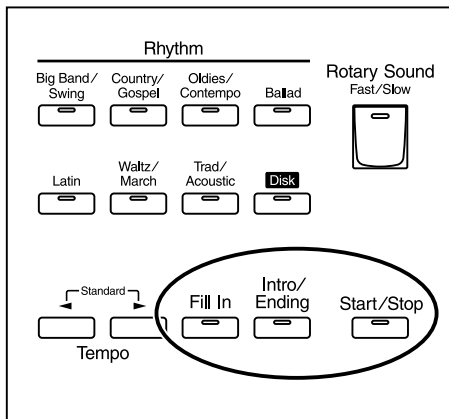 Rhythm
Big Band/
Swing
Country/
Gospel
Oldies/
Contempo
Ballad
Rotary Sound
Fast/Slow
Latin
Waltz/
March
Trad/
Acoustic
Disk
Standard
Tempo
Fill In
Intro/
Ending
Start/Stop